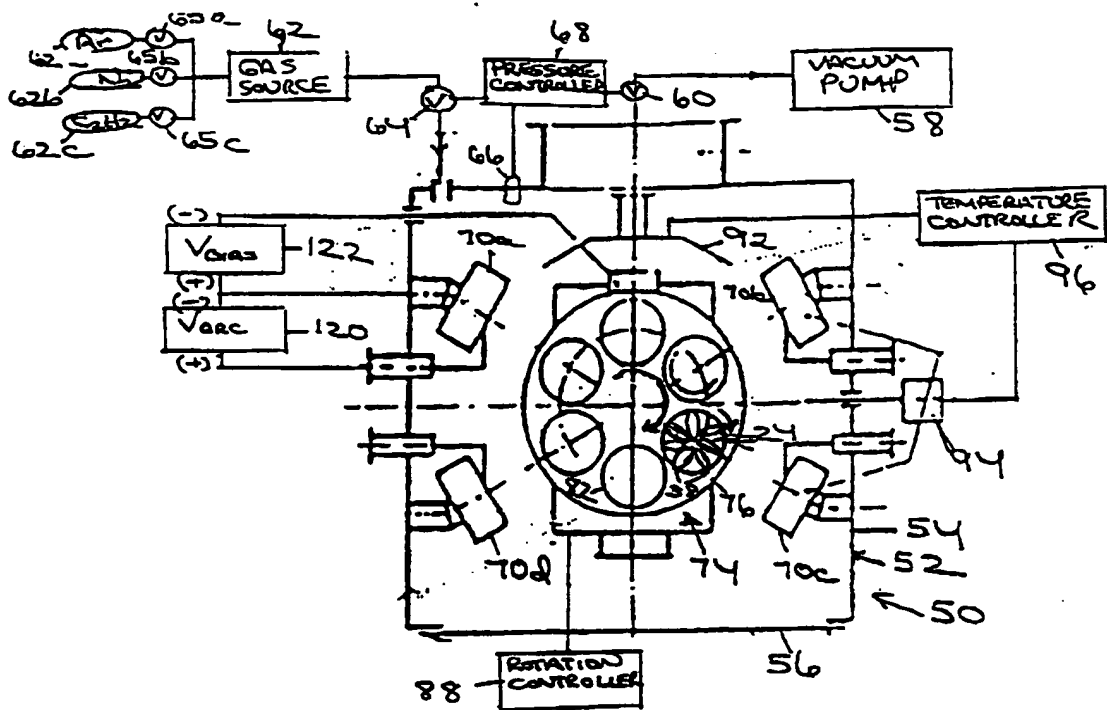 62
65a
Ar
62a
65b
N2
62b
C2H2
62c
65c
GAS
SOURCE
64
68
PRESSURE
CONTROLLER
66
60
VACUUM
PUMP
58
(-)
VBIAS
122
(+)
(-)
VARC
120
(+)
70a
92
70b
TEMPERATURE
CONTROLLER
96
94
24
82
38
76
74
70d
70c
54
52
50
56
ROTATION
CONTROLLER
88